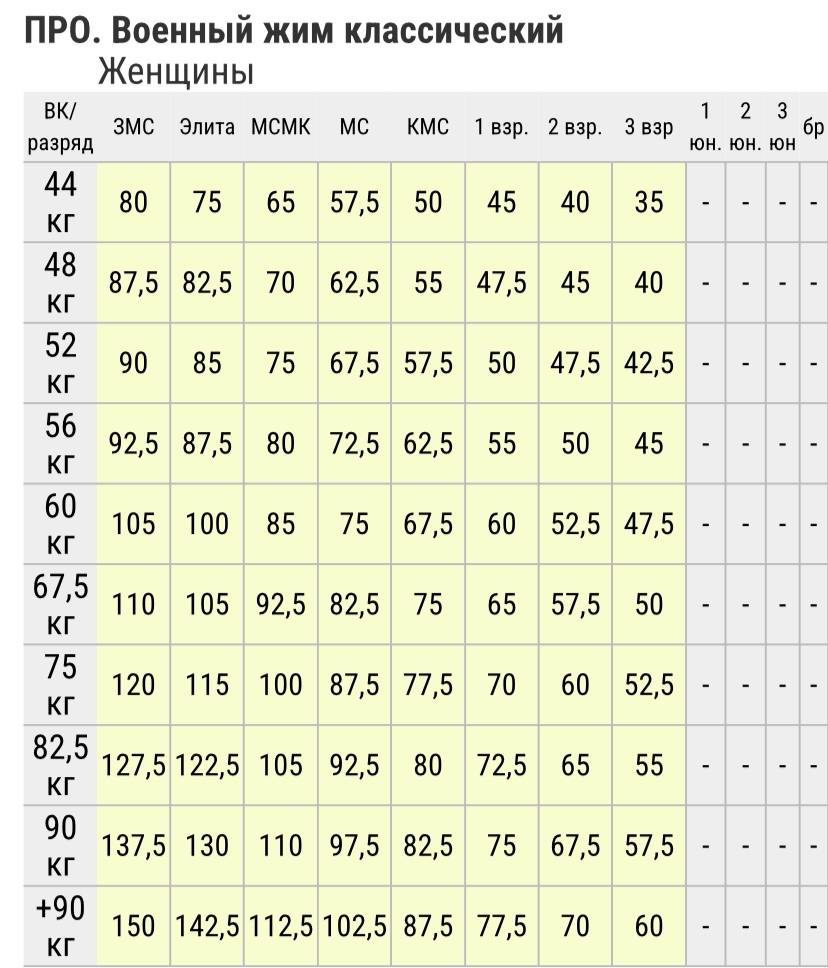 ПРО. Военный жим классический
Женщины
ВК/разряд ЗМС Элита МСМК МС КМС 1 взр. 2 взр. 3 взр 1 юн. 2 юн. 3 юн бр
44 кг 80 75 65 57,5 50 45 40 35 - - - -
48 кг 87,5 82,5 70 62,5 55 47,5 45 40 - - - -
52 кг 90 85 75 67,5 57,5 50 47,5 42,5 - - - -
56 кг 92,5 87,5 80 72,5 62,5 55 50 45 - - - -
60 кг 105 100 85 75 67,5 60 52,5 47,5 - - - -
67,5 кг 110 105 92,5 82,5 75 65 57,5 50 - - - -
75 кг 120 115 100 87,5 77,5 70 60 52,5 - - - -
82,5 кг 127,5 122,5 105 92,5 80 72,5 65 55 - - - -
90 кг 137,5 130 110 97,5 82,5 75 67,5 57,5 - - - -
+90 кг 150 142,5 112,5 102,5 87,5 77,5 70 60 - - - -